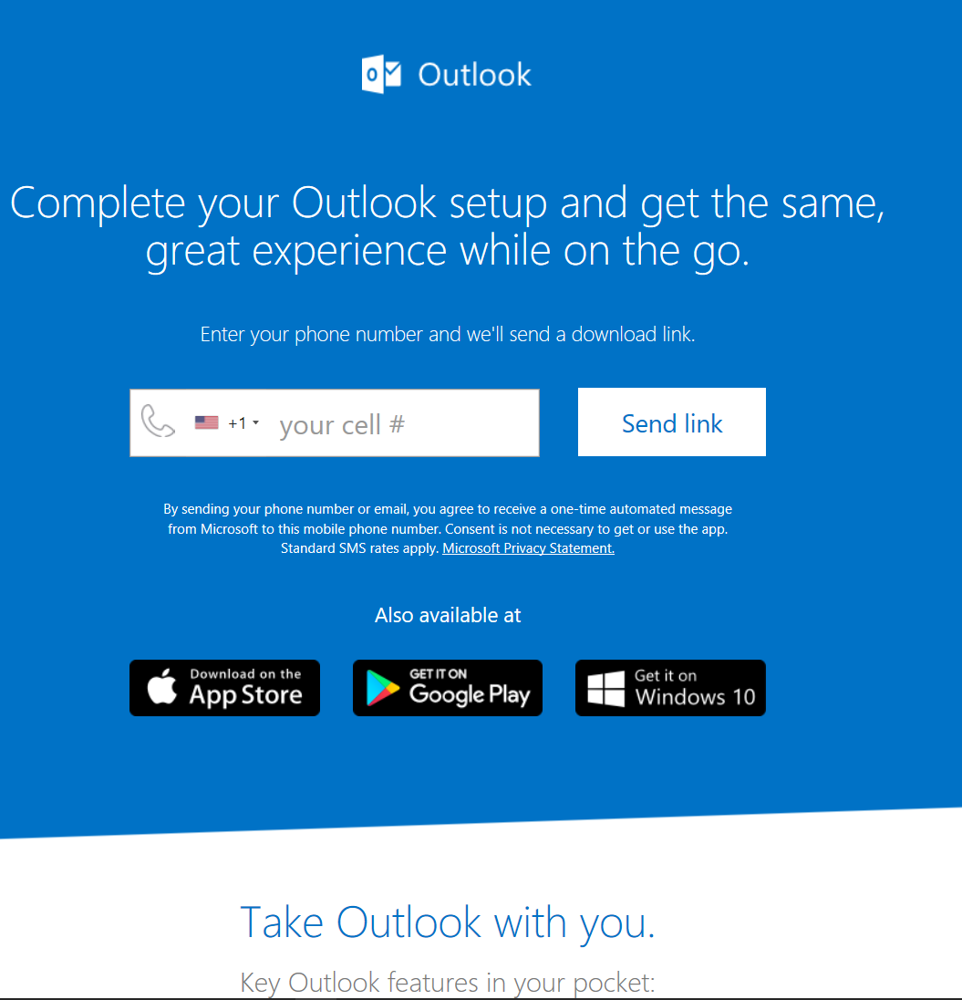 Outlook
Complete your Outlook setup and get the same,
great experience while on the go.
Enter your phone number and we'll send a download link.
+1 your cell #
Send link
By sending your phone number or email, you agree to receive a one-time automated message
from Microsoft to this mobile phone number. Consent is not necessary to get or use the app.
Standard SMS rates apply. Microsoft Privacy Statement.
Also available at
Download on the
App Store
GET IT ON
Google Play
Get it on
Windows 10
Take Outlook with you.
Key Outlook features in your pocket: